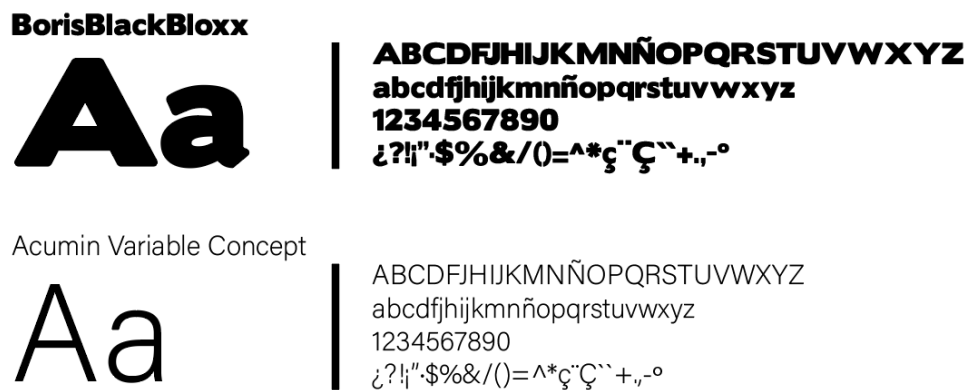 BorisBlackBloxx
Aa
ABCDFJHIJKMNÑOPQRSTUVWXYZ
abcdfjhijkmnñopqrstuvwxyz
1234567890
¿?!¡"·$%&/()=^*ç¨Ç``+.,-º
Acumin Variable Concept
Aa
ABCDFJHIJKMNÑOPQRSTUVWXYZ
abcdfjhijkmnñopqrstuvwxyz
1234567890
¿?!¡"·$%&/()=^*ç¨Ç``+.,-º